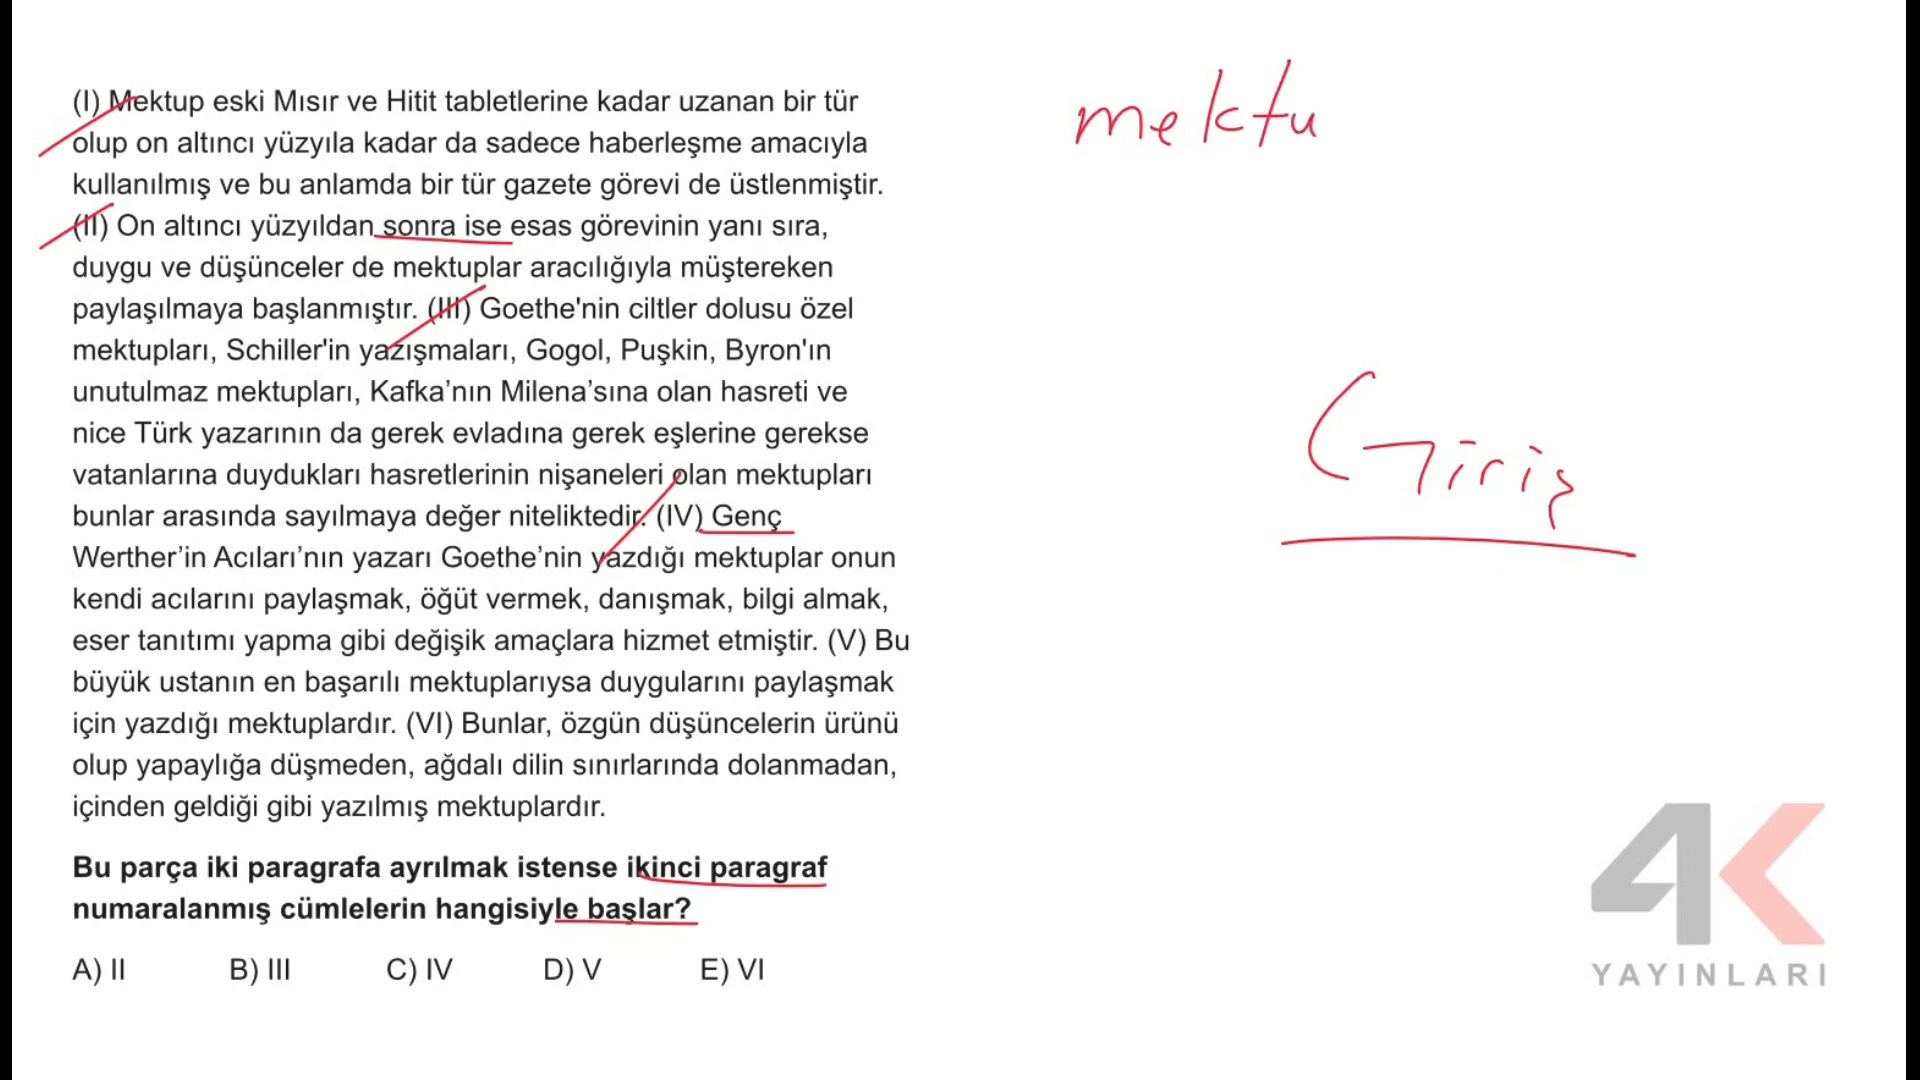 (I) Mektup eski Mısır ve Hitit tabletlerine kadar uzanan bir tür
olup on altıncı yüzyıla kadar da sadece haberleşme amacıyla
kullanılmış ve bu anlamda bir tür gazete görevi de üstlenmiştir.
(II) On altıncı yüzyıldan sonra ise esas görevinin yanı sıra,
duygu ve düşünceler de mektuplar aracılığıyla müştereken
paylaşılmaya başlanmıştır. (III) Goethe'nin ciltler dolusu özel
mektupları, Schiller'in yazışmaları, Gogol, Puşkin, Byron'ın
unutulmaz mektupları, Kafka’nın Milena’sına olan hasreti ve
nice Türk yazarının da gerek evladına gerek eşlerine gerekse
vatanlarına duydukları hasretlerinin nişaneleri olan mektupları
bunlar arasında sayılmaya değer niteliktedir. (IV) Genç
Werther’in Acıları’nın yazarı Goethe’nin yazdığı mektuplar onun
kendi acılarını paylaşmak, öğüt vermek, danışmak, bilgi almak,
eser tanıtımı yapma gibi değişik amaçlara hizmet etmiştir. (V) Bu
büyük ustanın en başarılı mektuplarıysa duygularını paylaşmak
için yazdığı mektuplardır. (VI) Bunlar, özgün düşüncelerin ürünü
olup yapaylığa düşmeden, ağdalı dilin sınırlarında dolanmadan,
içinden geldiği gibi yazılmış mektuplardır.
Bu parça iki paragrafa ayrılmak istense ikinci paragraf
numaralanmış cümlelerin hangisiyle başlar?
A) II B) III C) IV D) V E) VI
mektu
Giriş
4K
YAYINLARI